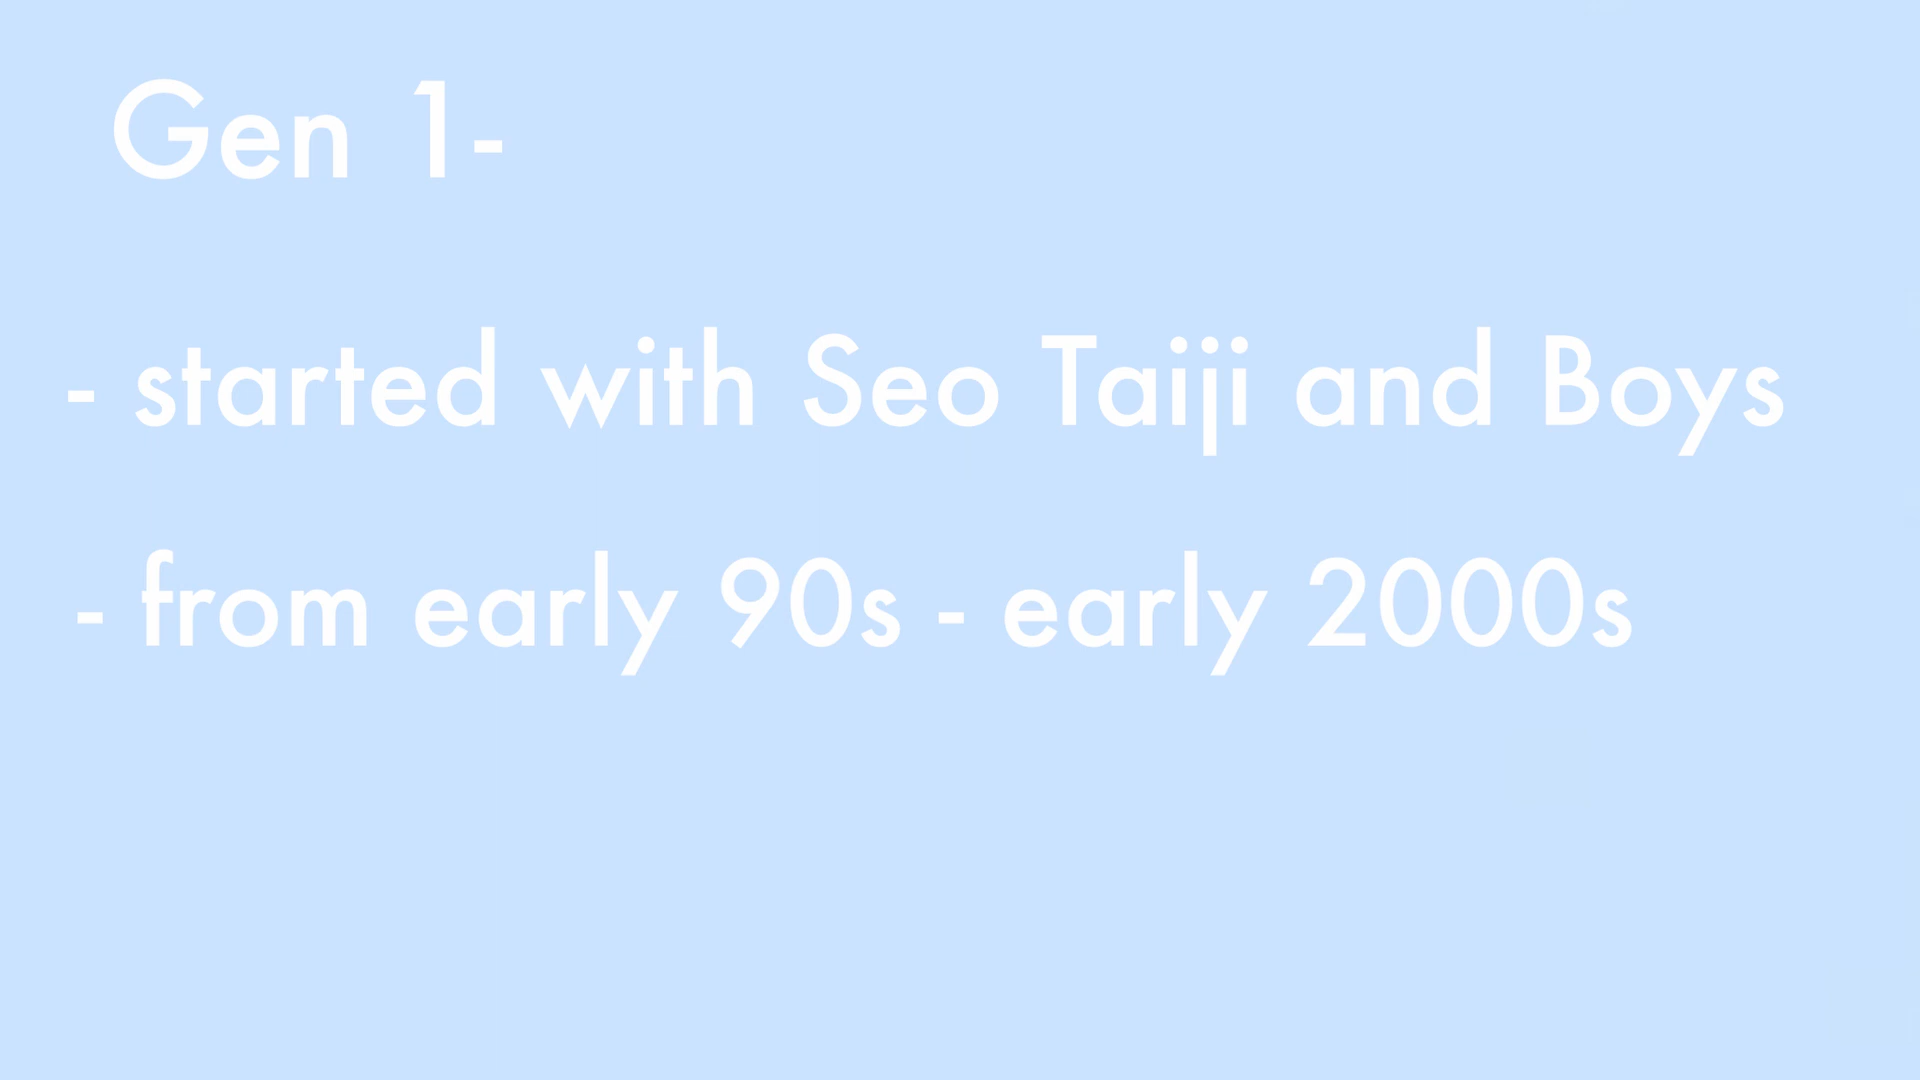 Gen 1-
- started with Seo Taiji and Boys
- from early 90s - early 2000s